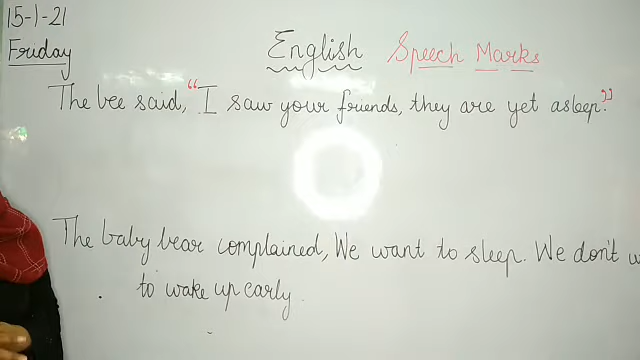 15-1-21
Friday
English Speech Marks
The bee said, “I saw your friends, they are yet asleep.”
The baby bear complained, We want to sleep. We don't
to wake up early.